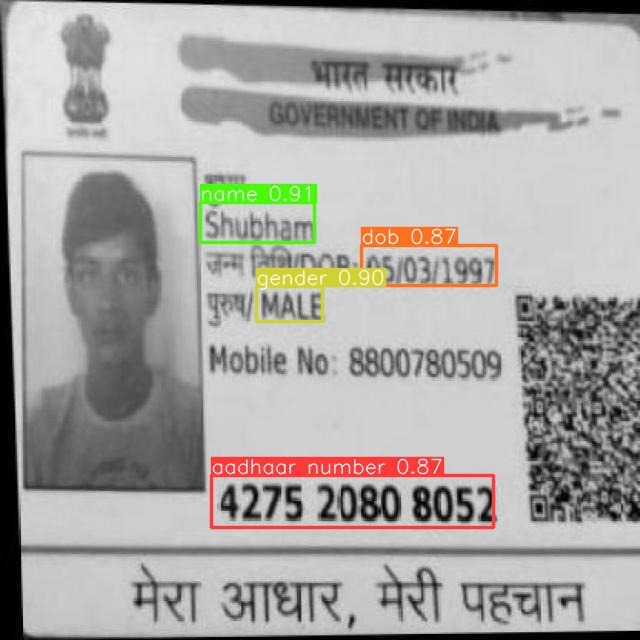 भारत सरकार
GOVERNMENT OF INDIA
name 0.91
Shubham
dob 0.87
जन्म तिथि/DOB: 05/03/1997
gender 0.90
पुरुष/ MALE
Mobile No: 8800780509
aadhaar number 0.87
4275 2080 8052
मेरा आधार, मेरी पहचान